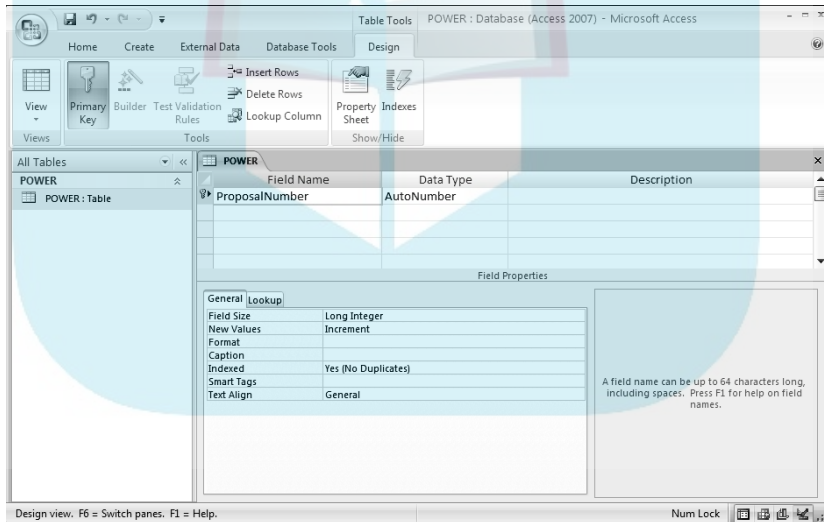 Table Tools POWER : Database (Access 2007) - Microsoft Access
Home Create External Data Database Tools Design
View
Primary Key
Builder
Test Validation Rules
Insert Rows
Delete Rows
Lookup Column
Property Sheet
Indexes
Views Tools Show/Hide
All Tables
POWER
POWER : Table
POWER
Field Name Data Type Description
ProposalNumber AutoNumber
Field Properties
General Lookup
Field Size Long Integer
New Values Increment
Format
Caption
Indexed Yes (No Duplicates)
Smart Tags
Text Align General
A field name can be up to 64 characters long,
including spaces. Press F1 for help on field
names.
Design view. F6 = Switch panes. F1 = Help. Num Lock